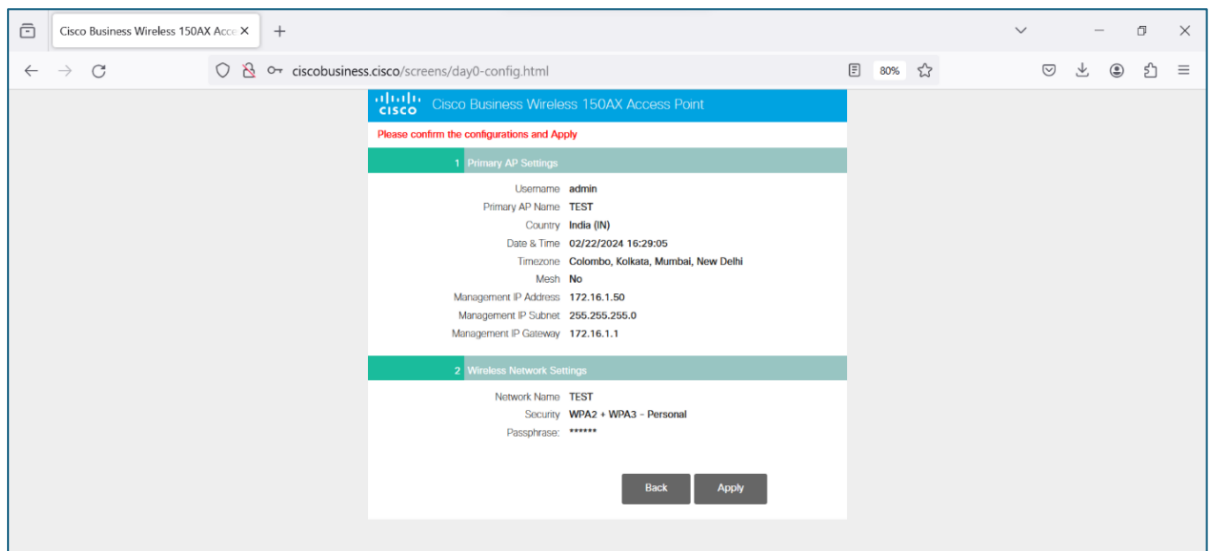 Cisco Business Wireless 150AX Acce
ciscobusiness.cisco/screens/day0-config.html
80%
CISCO Cisco Business Wireless 150AX Access Point
Please confirm the configurations and Apply
1 Primary AP Settings
Username admin
Primary AP Name TEST
Country India (IN)
Date & Time 02/22/2024 16:29:05
Timezone Colombo, Kolkata, Mumbai, New Delhi
Mesh No
Management IP Address 172.16.1.50
Management IP Subnet 255.255.255.0
Management IP Gateway 172.16.1.1
2 Wireless Network Settings
Network Name TEST
Security WPA2 + WPA3 - Personal
Passphrase: ******
Back Apply